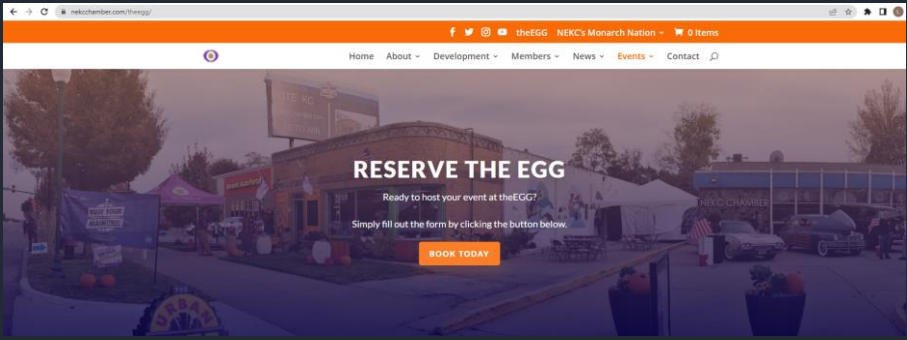 nekcchamber.com/theegg/
theEGG NEKC's Monarch Nation 0 Items
Home About Development Members News Events Contact
RESERVE THE EGG
Ready to host your event at theEGG?
NEKC CHAMBER
Simply fill out the form by clicking the button below.
BOOK TODAY
URBAN